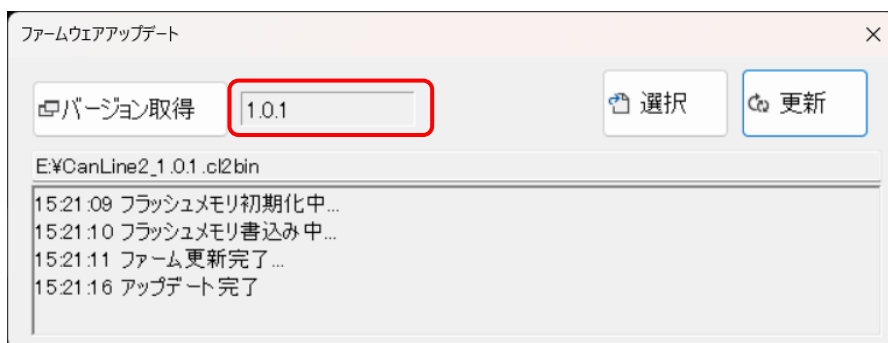 ファームウェアアップデート
バージョン取得 1.0.1 選択 更新
E:¥CanLine2_1.0.1.cl2bin
15:21:09 フラッシュメモリ初期化中...
15:21:10 フラッシュメモリ書込み中...
15:21:11 ファーム更新完了...
15:21:16 アップデート完了